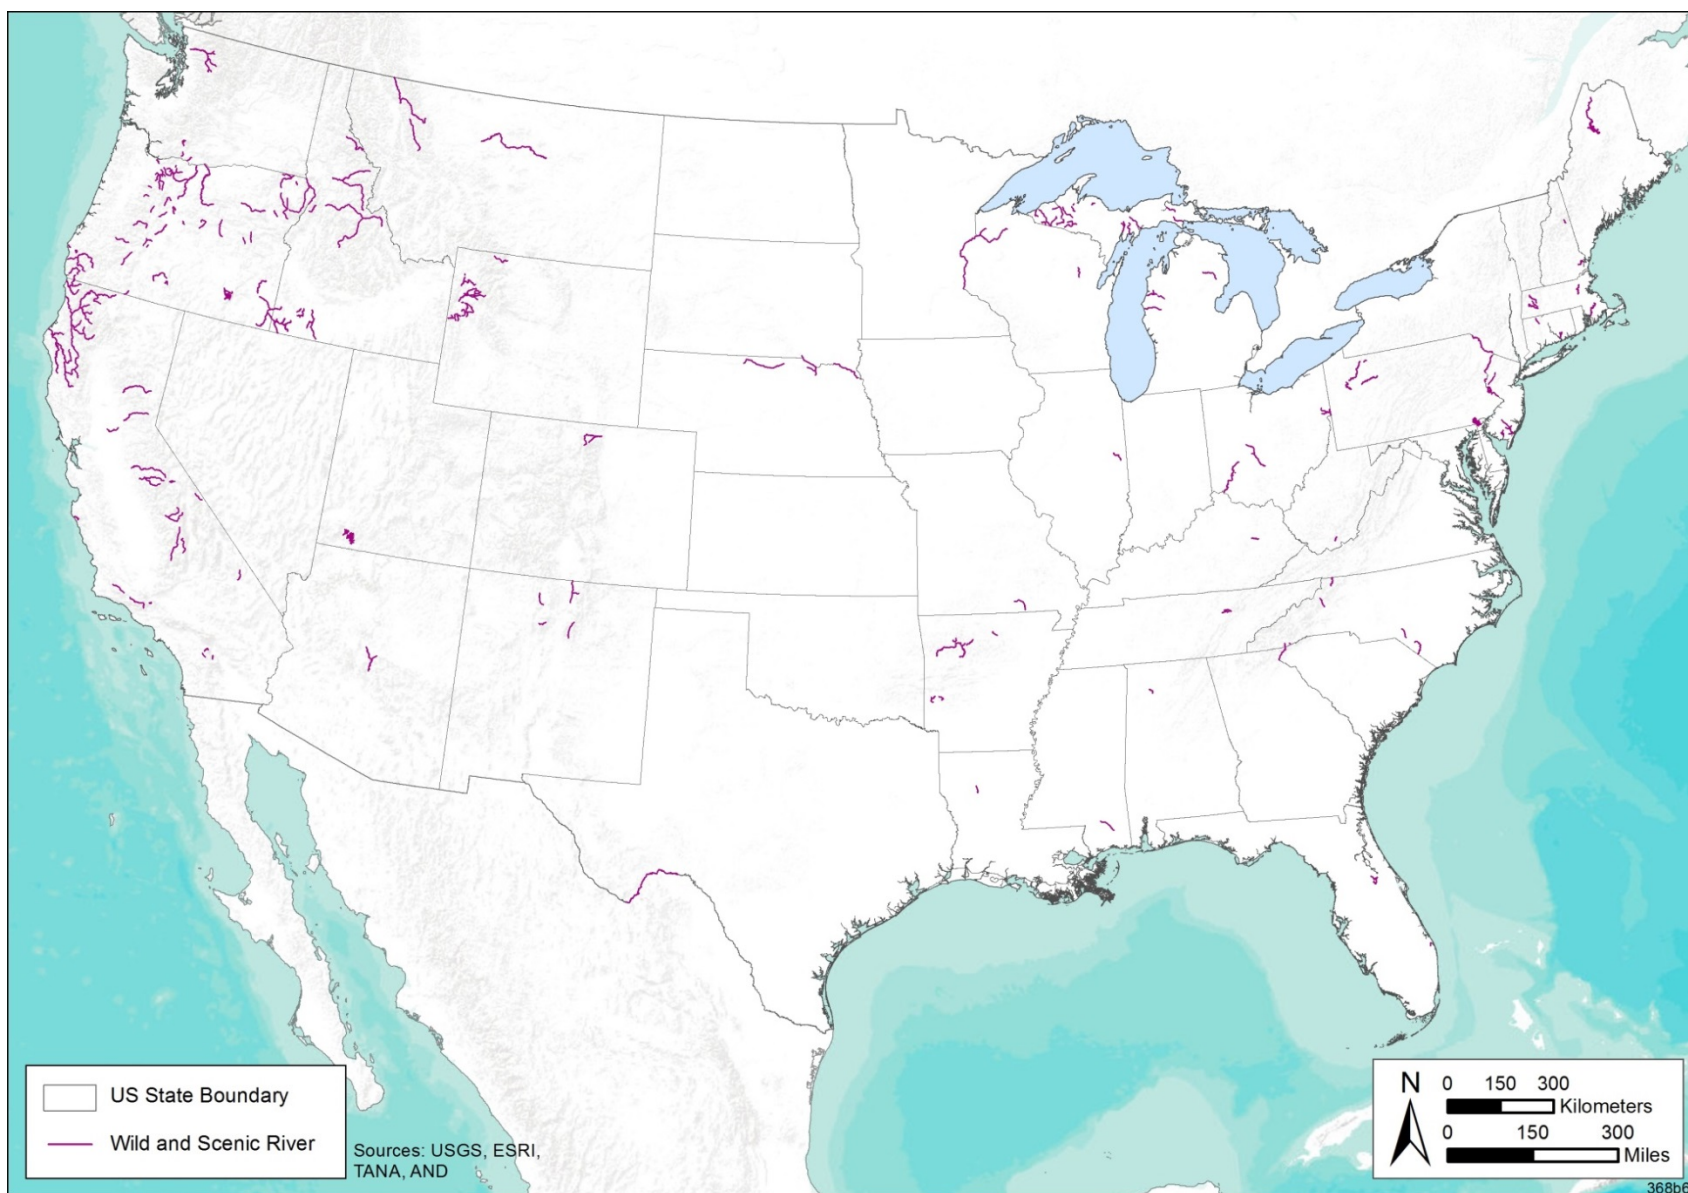 US State Boundary
Wild and Scenic River
Sources: USGS, ESRI,
TANA, AND
N
0 150 300
Kilometers
0 150 300
Miles
368b6